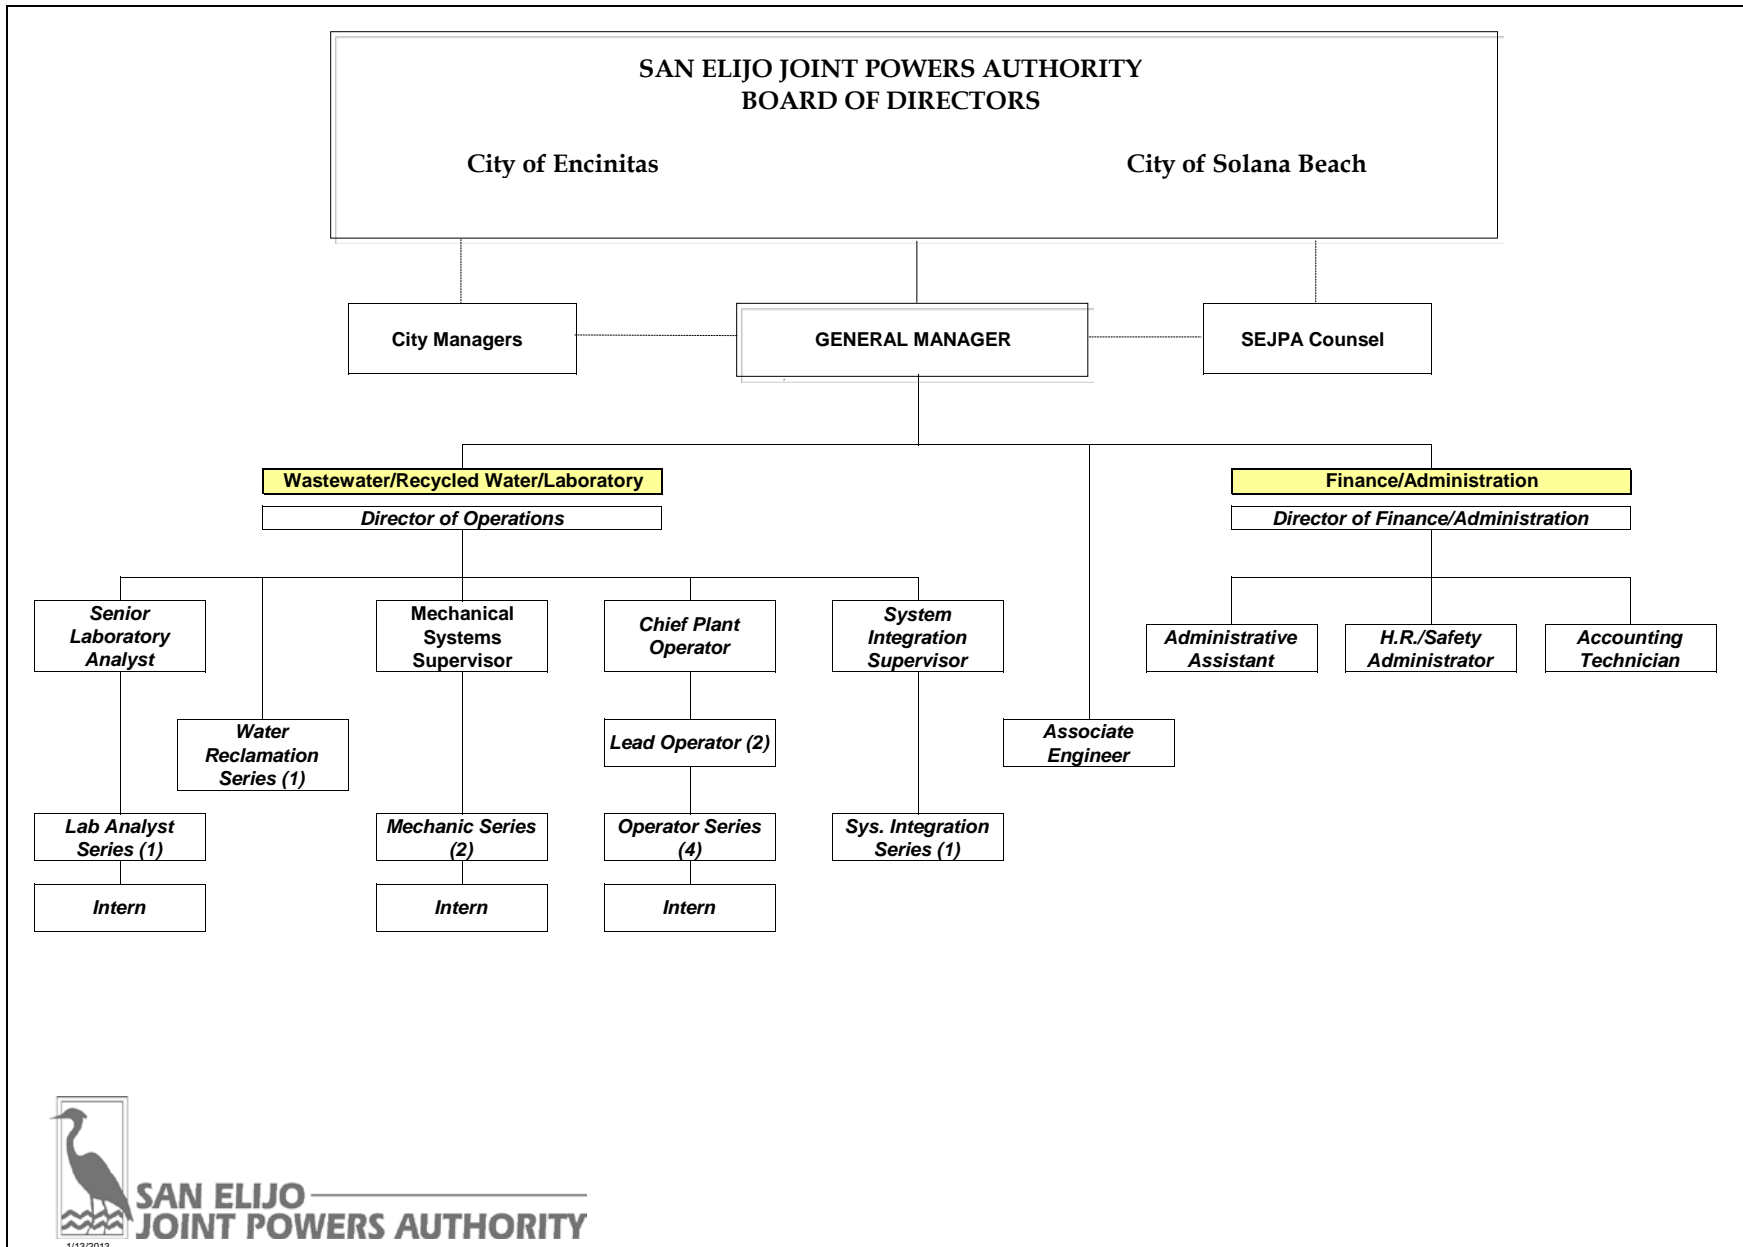 SAN ELIJO JOINT POWERS AUTHORITY
BOARD OF DIRECTORS
City of Encinitas
City of Solana Beach
City Managers
GENERAL MANAGER
SEJPA Counsel
Wastewater/Recycled Water/Laboratory
Finance/Administration
Director of Operations
Director of Finance/Administration
Senior
Laboratory
Analyst
Mechanical
Systems
Supervisor
Chief Plant
Operator
System
Integration
Supervisor
Administrative
Assistant
H.R./Safety
Administrator
Accounting
Technician
Water
Reclamation
Series (1)
Lead Operator (2)
Associate
Engineer
Lab Analyst
Series (1)
Mechanic Series
(2)
Operator Series
(4)
Sys. Integration
Series (1)
Intern
Intern
Intern
SAN ELIJO
JOINT POWERS AUTHORITY
1/13/2013